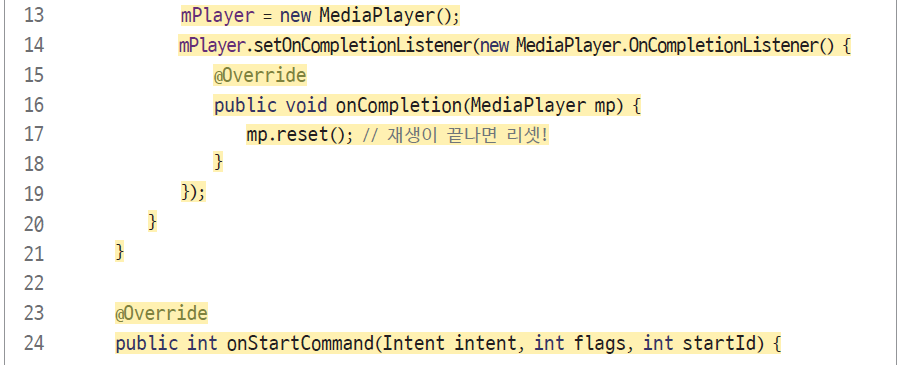 13 mPlayer = new MediaPlayer();
14 mPlayer.setOnCompletionListener(new MediaPlayer.OnCompletionListener() {
15 @Override
16 public void onCompletion(MediaPlayer mp) {
17 mp.reset(); // 재생이 끝나면 리셋!
18 }
19 });
20 }
21 }
22
23 @Override
24 public int onStartCommand(Intent intent, int flags, int startId) {